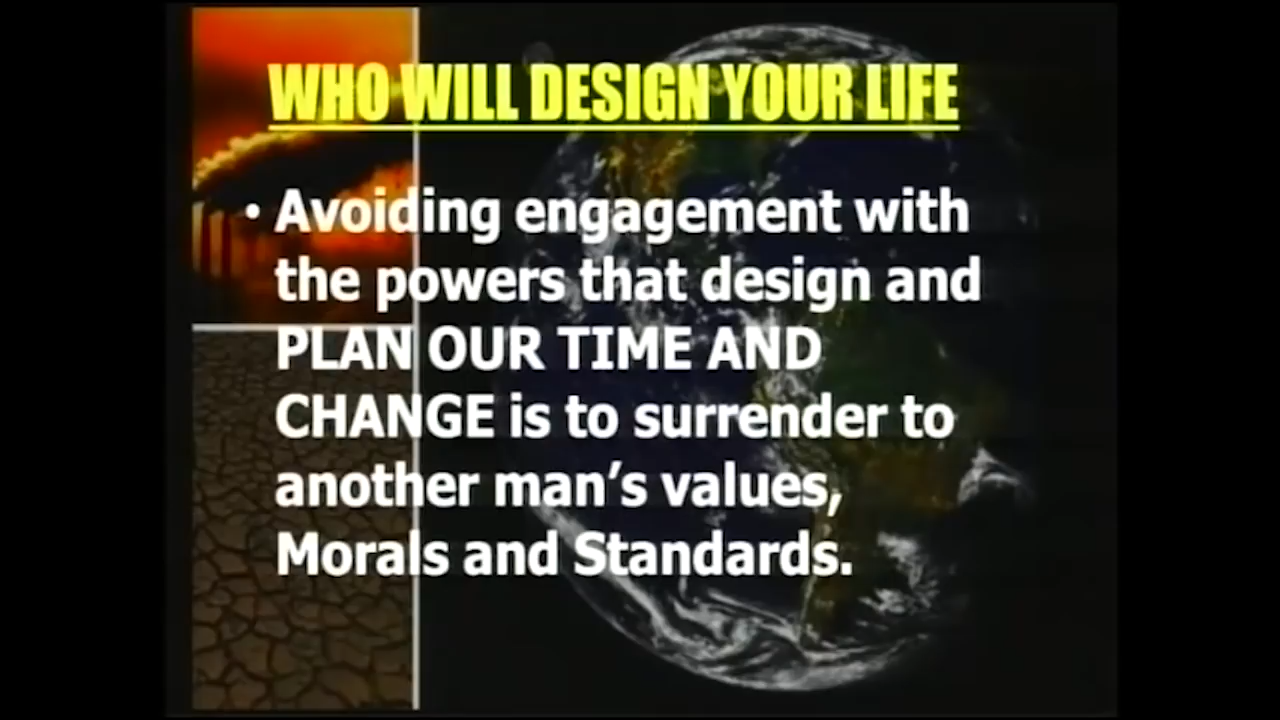 WHO WILL DESIGN YOUR LIFE
• Avoiding engagement with
the powers that design and
PLAN OUR TIME AND
CHANGE is to surrender to
another man’s values,
Morals and Standards.